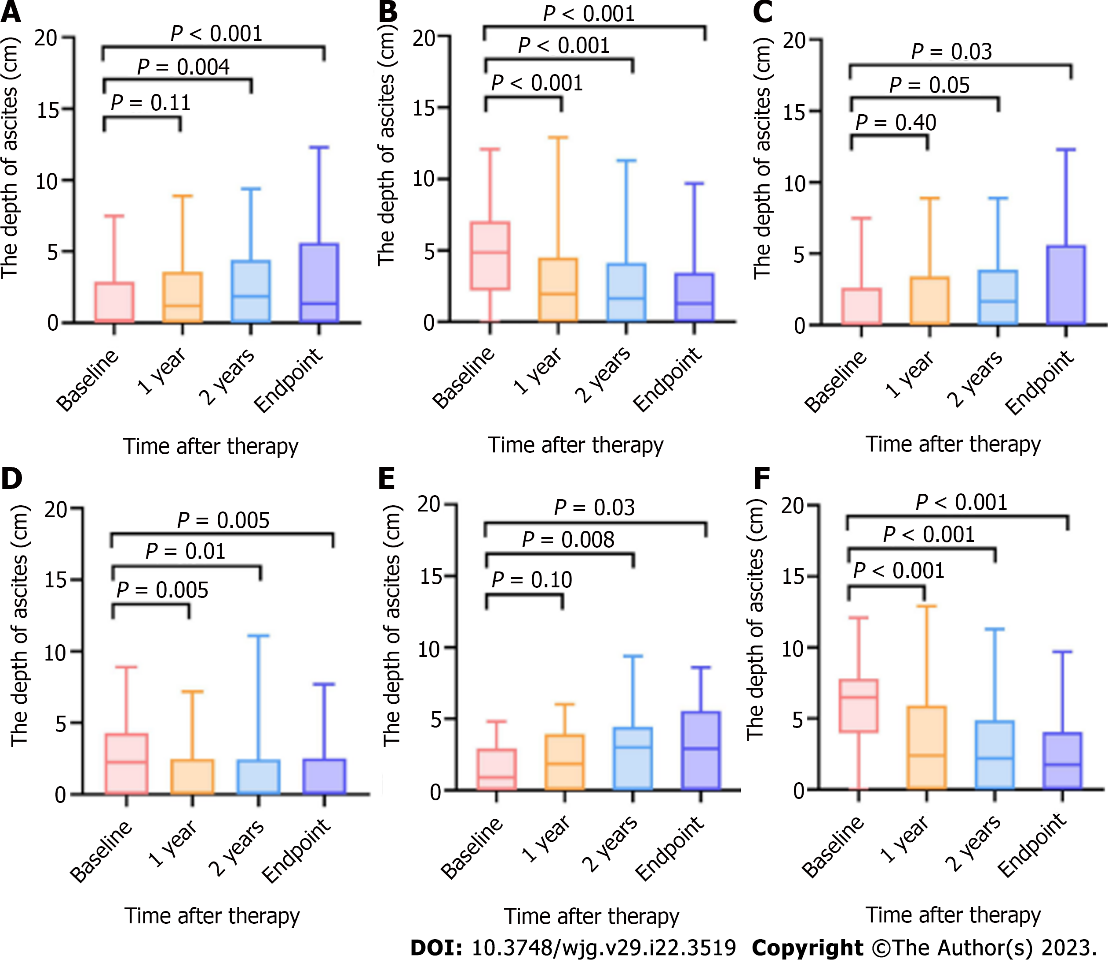 A
The depth of ascites (cm)
20
15
10
5
0
P < 0.001
P = 0.004
P = 0.11
Baseline
1 year
2 years
Endpoint
Time after therapy
B
The depth of ascites (cm)
20
15
10
5
0
P < 0.001
P < 0.001
P < 0.001
Baseline
1 year
2 years
Endpoint
Time after therapy
C
The depth of ascites (cm)
20
15
10
5
0
P = 0.03
P = 0.05
P = 0.40
Baseline
1 year
2 years
Endpoint
Time after therapy
D
The depth of ascites (cm)
20
15
10
5
0
P = 0.005
P = 0.01
P = 0.005
Baseline
1 year
2 years
Endpoint
Time after therapy
E
The depth of ascites (cm)
20
15
10
5
0
P = 0.03
P = 0.008
P = 0.10
Baseline
1 year
2 years
Endpoint
Time after therapy
F
The depth of ascites (cm)
20
15
10
5
0
P < 0.001
P < 0.001
P < 0.001
Baseline
1 year
2 years
Endpoint
Time after therapy
DOI: 10.3748/wjg.v29.i22.3519 Copyright ©The Author(s) 2023.